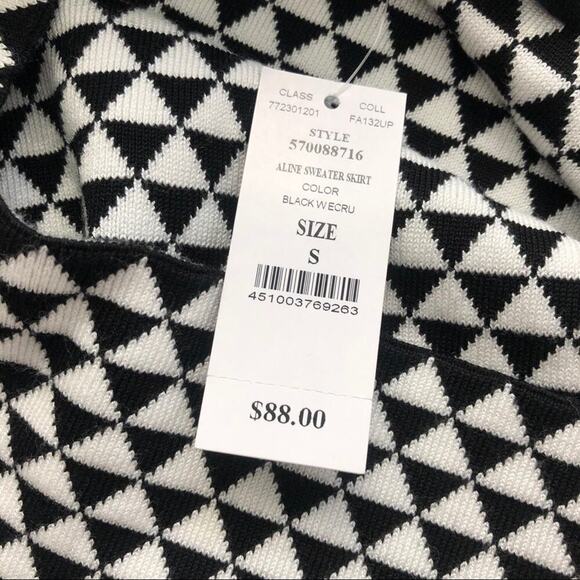 CLASS COLL
772301201 FA132UP
STYLE
570088716
ALINE SWEATER SKIRT
COLOR
BLACK W ECRU
SIZE
S
451003769263
$88.00